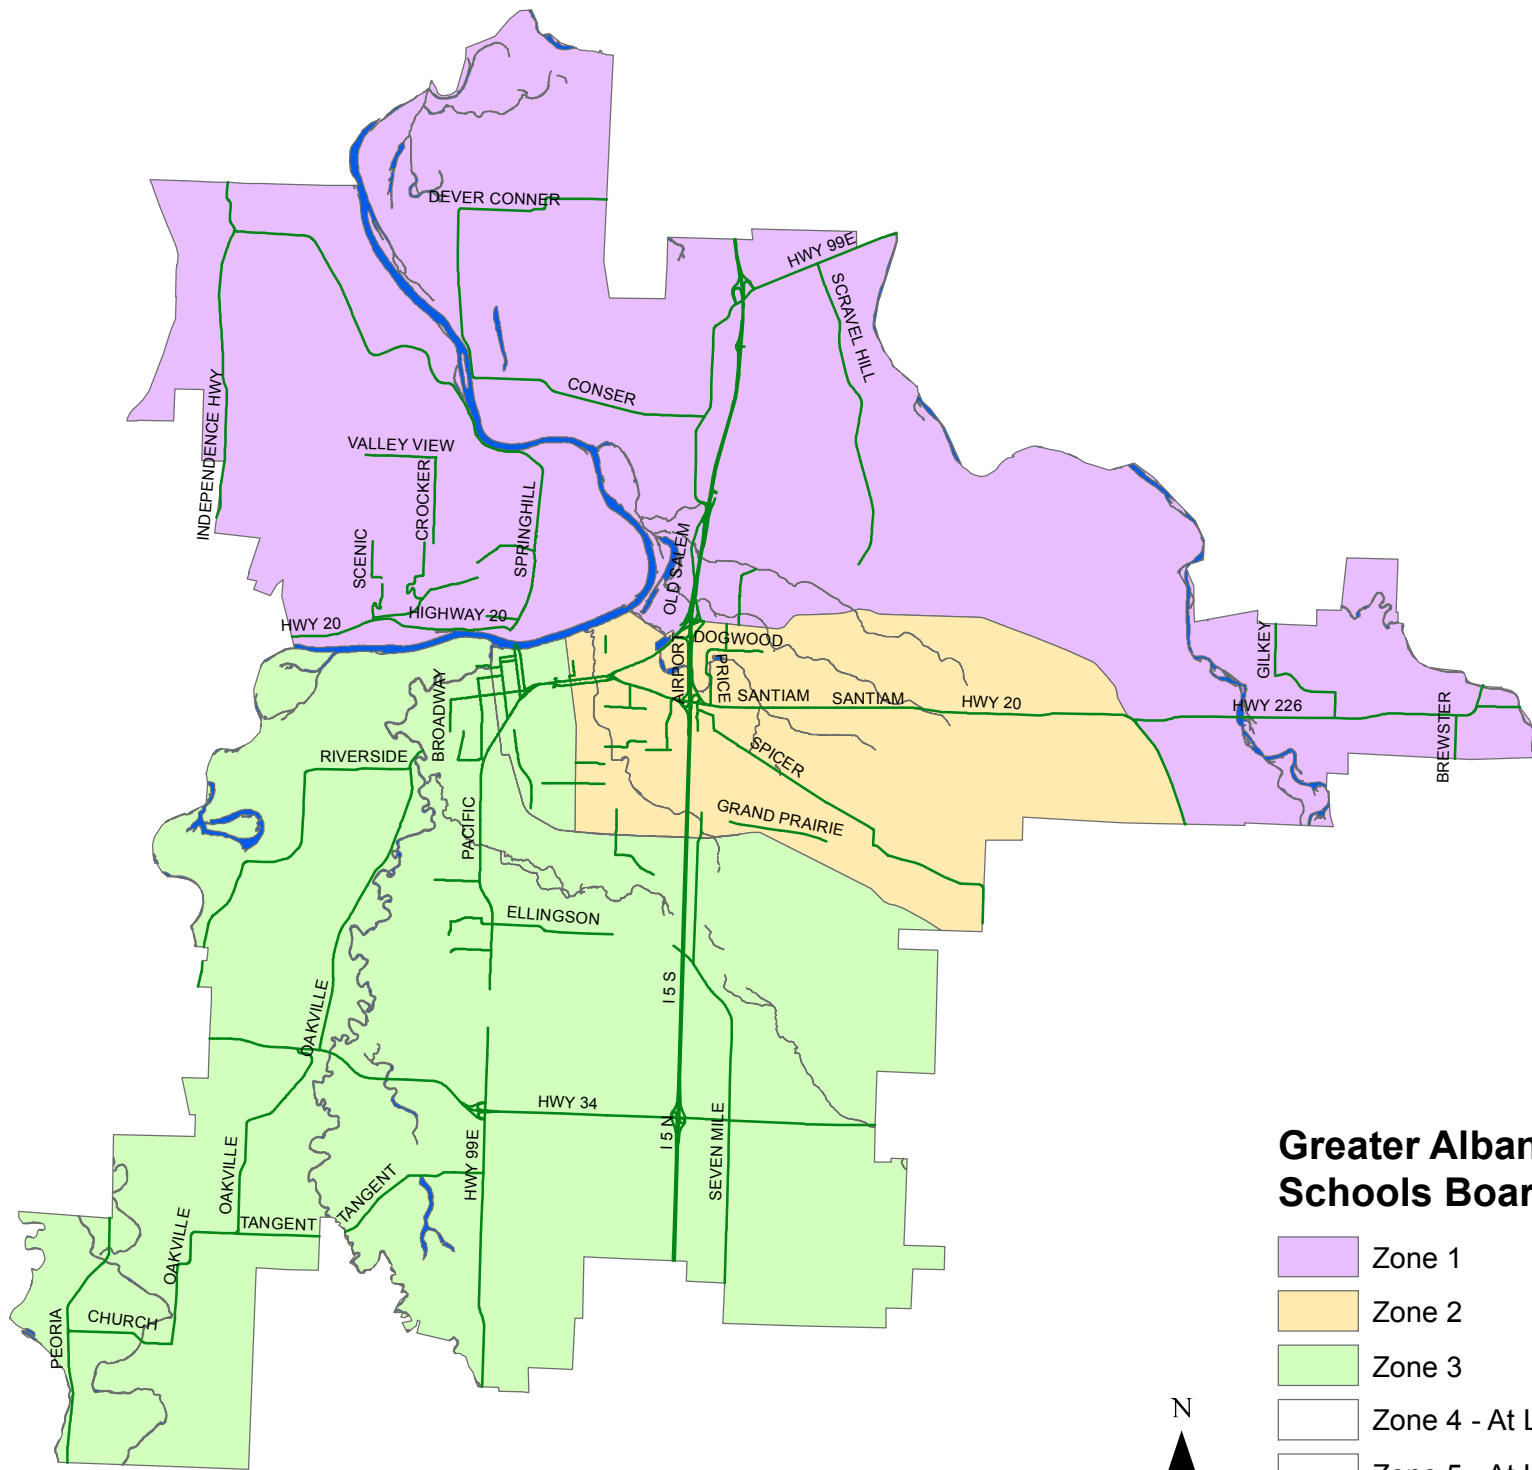 DEVER CONNER
HWY 99E
SCRAVEL HILL
INDEPENDENCE HWY
CONSER
VALLEY VIEW
CROCKER
SPRINGHILL
SCENIC
OLD SALEM
HWY 20
HIGHWAY 20
DOGWOOD
AIRPORT
PRICE
SANTIAM
SANTIAM
HWY 20
GILKEY
HWY 226
BREWSTER
BROADWAY
RIVERSIDE
SPICER
GRAND PRAIRIE
PACIFIC
ELLINGSON
I 5 S
OAKVILLE
HWY 34
I 5 N
SEVEN MILE
HWY 99E
OAKVILLE
TANGENT
TANGENT
OAKVILLE
CHURCH
PEORIA
Greater Alban
Schools Boar
Zone 1
Zone 2
Zone 3
Zone 4 - At L
N